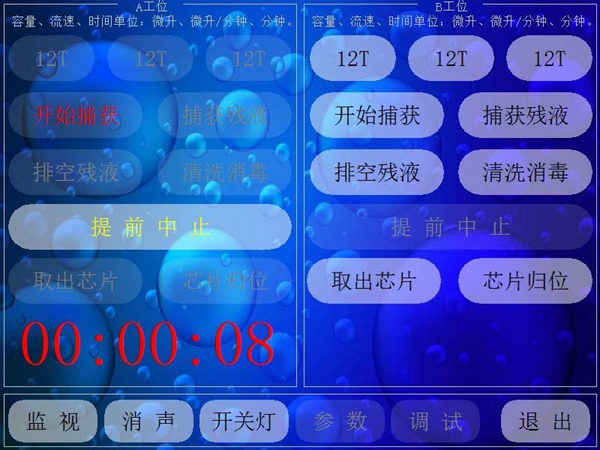 A工位
容量、流速、时间单位：微升、微升/分钟、分钟。
12T 12T 12T
开始捕获 捕获残液
排空残液 清洗消毒
提前中止
取出芯片 芯片归位
00:00:08
B工位
容量、流速、时间单位：微升、微升/分钟、分钟。
12T 12T 12T
开始捕获 捕获残液
排空残液 清洗消毒
提前中止
取出芯片 芯片归位
监视 消声 开关灯 参数 调试 退出